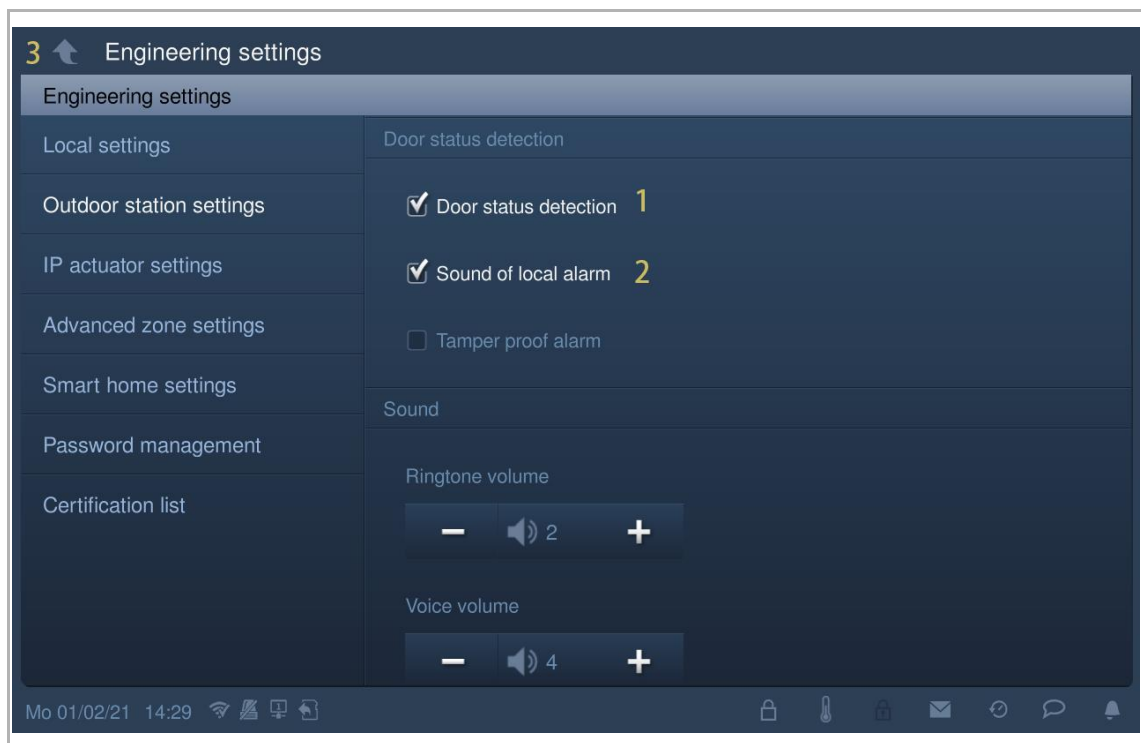 3 Engineering settings
Engineering settings
Local settings
Outdoor station settings
IP actuator settings
Advanced zone settings
Smart home settings
Password management
Certification list
Door status detection
Door status detection 1
Sound of local alarm 2
Tamper proof alarm
Sound
Ringtone volume
− 2 +
Voice volume
− 4 +
Mo 01/02/21 14:29